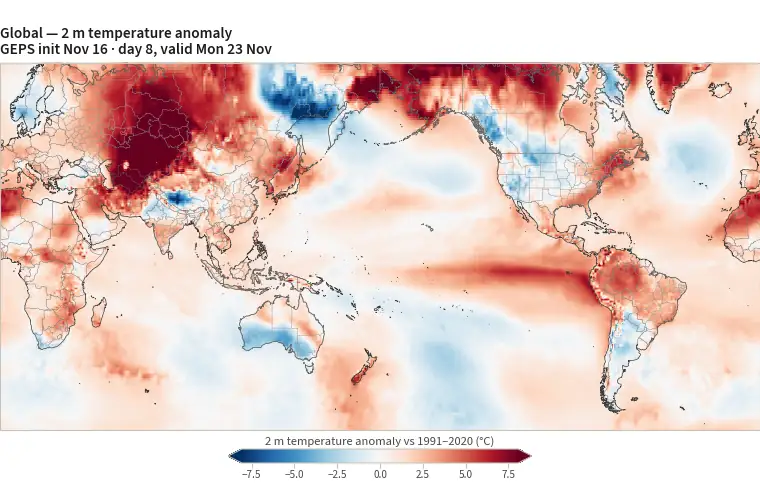 Global — 2 m temperature anomaly
GEPS init Nov 16 · day 8, valid Mon 23 Nov
2 m temperature anomaly vs 1991–2020 (°C)
−7.5 −5.0 −2.5 0.0 2.5 5.0 7.5